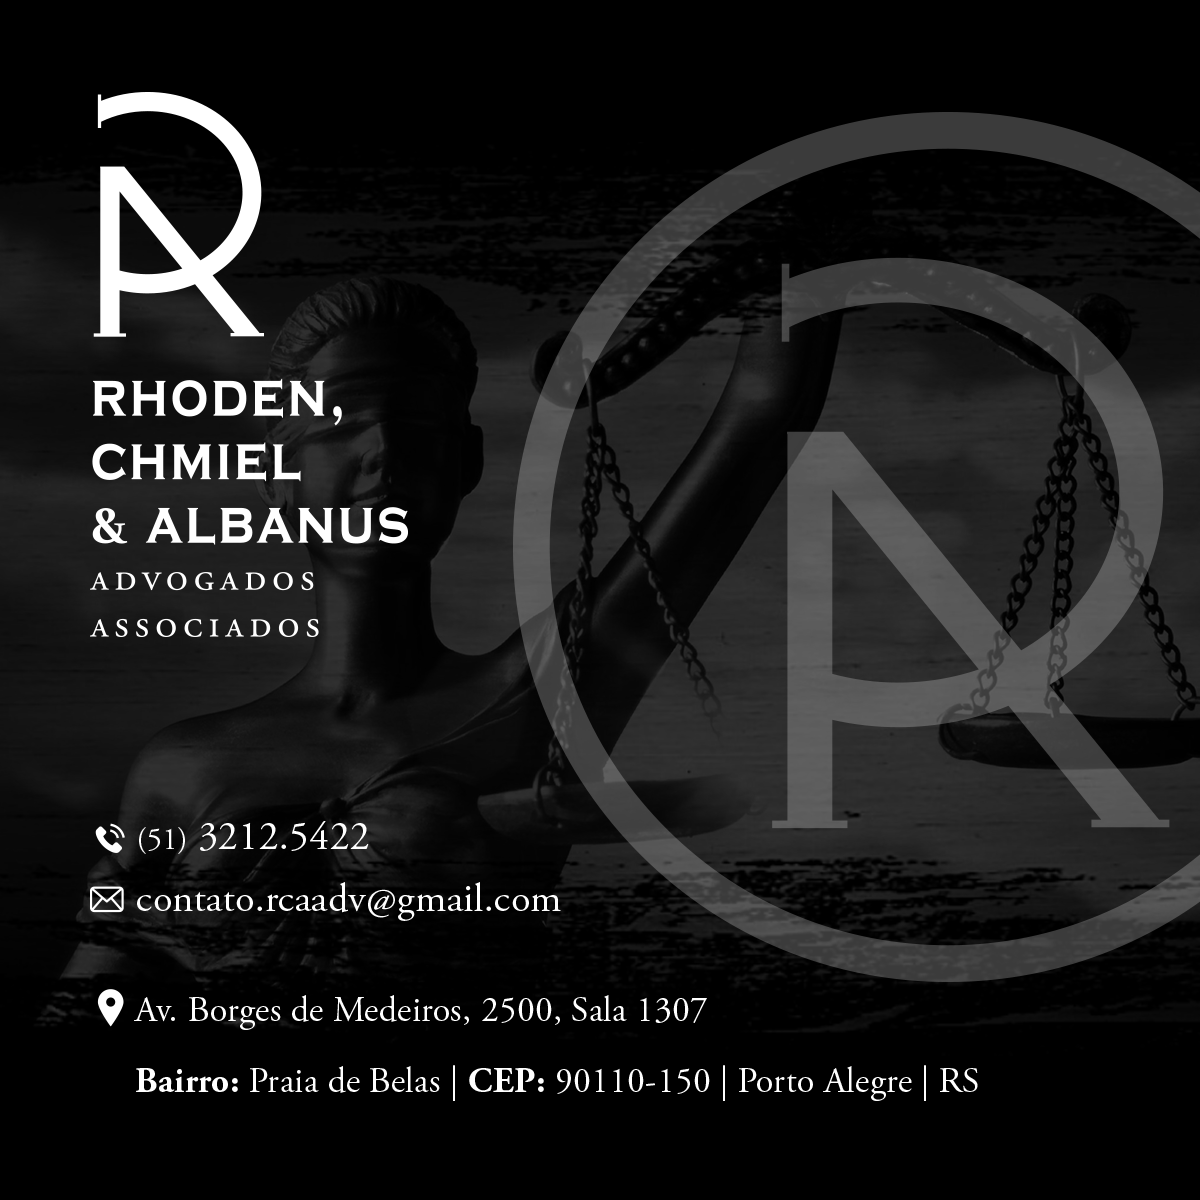 RHODEN,
CHMIEL
& ALBANUS
ADVOGADOS
ASSOCIADOS
(51) 3212.5422
contato.rcaadv@gmail.com
Av. Borges de Medeiros, 2500, Sala 1307
Bairro: Praia de Belas | CEP: 90110-150 | Porto Alegre | RS